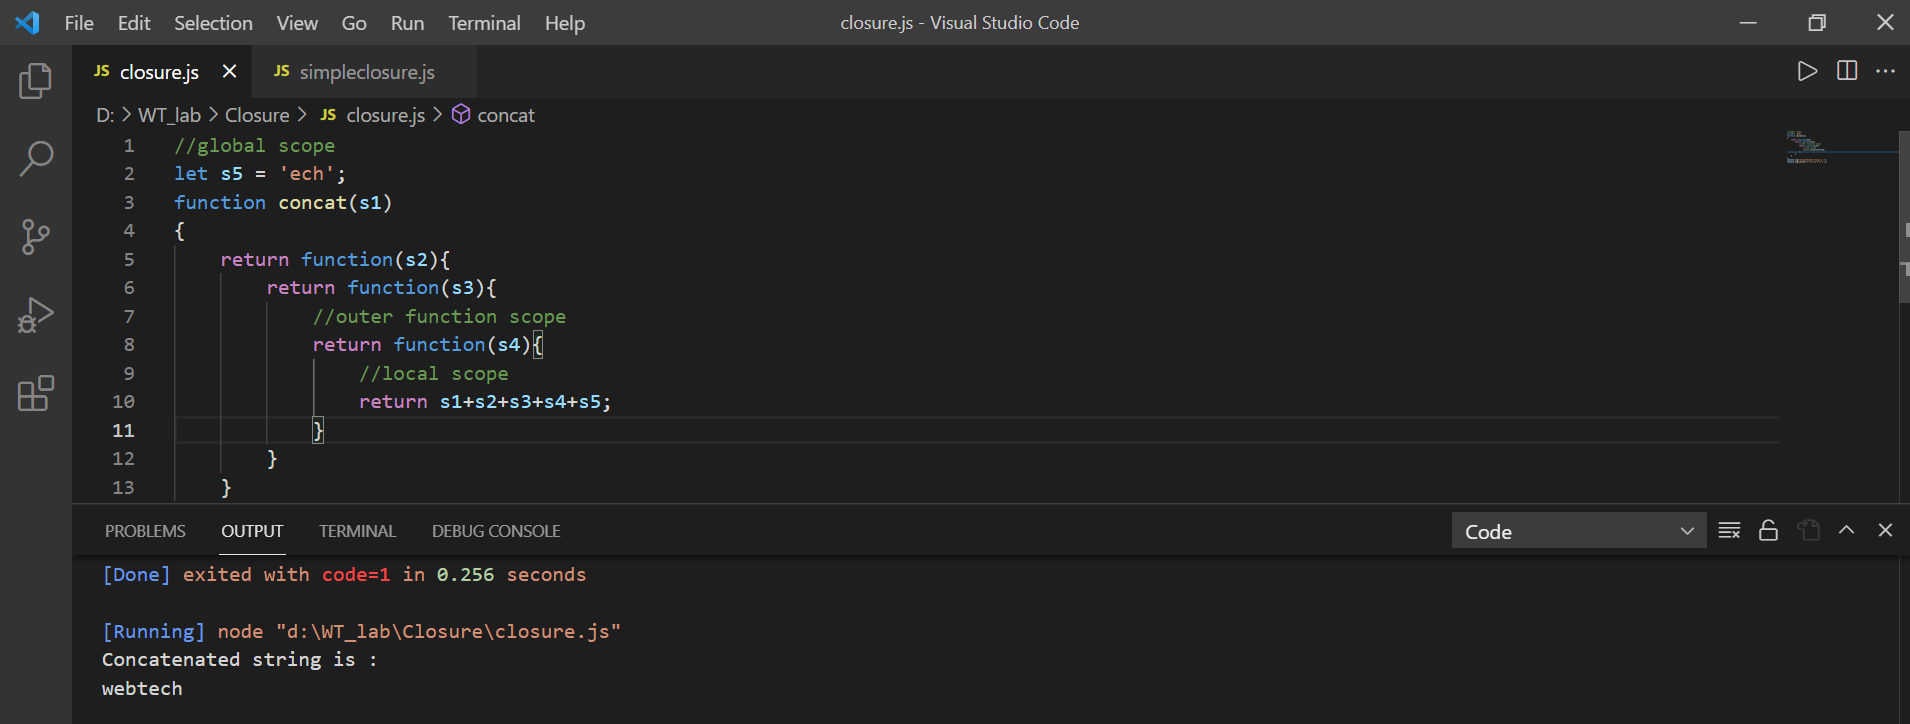 File Edit Selection View Go Run Terminal Help closure.js - Visual Studio Code
JS closure.js JS simpleclosure.js
D: > WT_lab > Closure > JS closure.js > concat
1 //global scope
2 let s5 = 'ech';
3 function concat(s1)
4 {
5 return function(s2){
6 return function(s3){
7 //outer function scope
8 return function(s4){
9 //local scope
10 return s1+s2+s3+s4+s5;
11 }
12 }
13 }
PROBLEMS OUTPUT TERMINAL DEBUG CONSOLE Code
[Done] exited with code=1 in 0.256 seconds
[Running] node "d:\WT_lab\Closure\closure.js"
Concatenated string is :
webtech